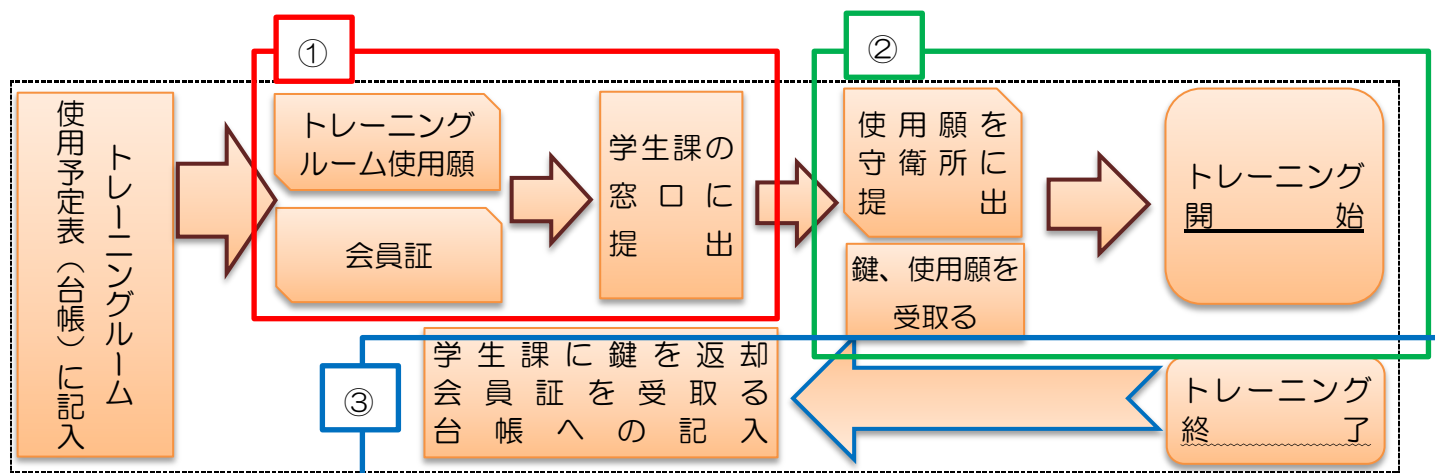 トレーニングルーム
使用予定表（台帳）に記入
①
トレーニング
ルーム使用願
会員証
学生課の
窓口に
提出
②
使用願を
守衛所に
提出
鍵、使用願を
受取る
トレーニング
開始
③
学生課に鍵を返却
会員証を受取る
台帳への記入
トレーニング
終了